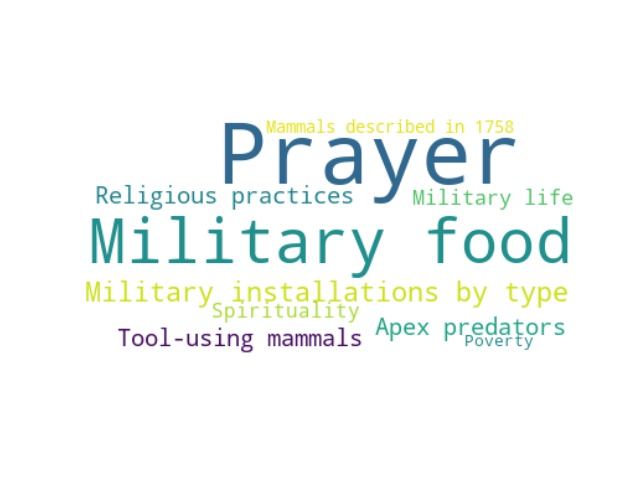 Mammals described in 1758
Prayer
Religious practices
Military life
Military food
Military installations by type
Spirituality
Apex predators
Tool-using mammals
Poverty